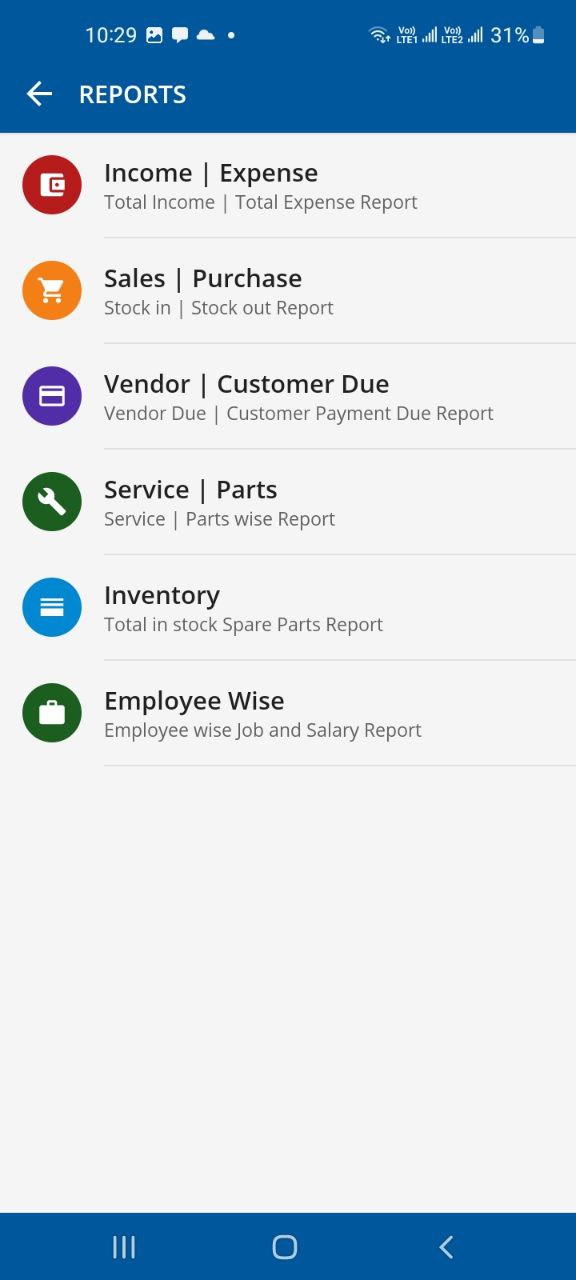 10:29
Vo) LTE1 Vo) LTE2 31%
REPORTS
Income | Expense
Total Income | Total Expense Report
Sales | Purchase
Stock in | Stock out Report
Vendor | Customer Due
Vendor Due | Customer Payment Due Report
Service | Parts
Service | Parts wise Report
Inventory
Total in stock Spare Parts Report
Employee Wise
Employee wise Job and Salary Report